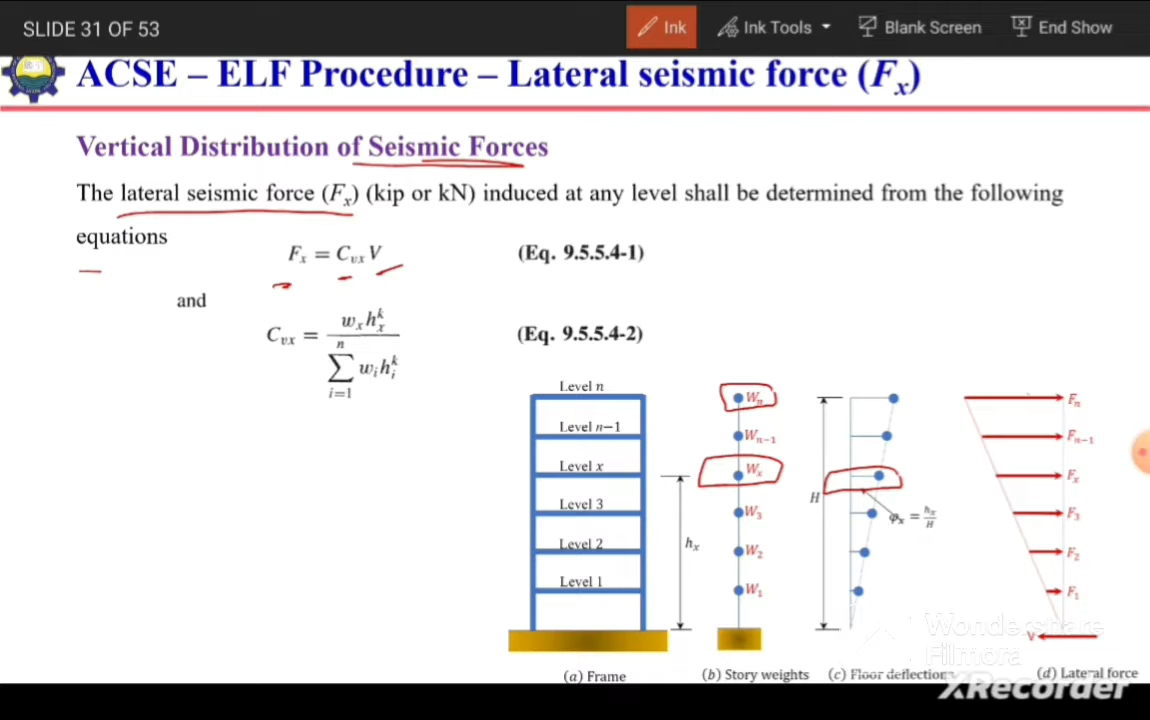 SLIDE 31 OF 53
Ink
Ink Tools
Blank Screen
End Show
ACSE – ELF Procedure – Lateral seismic force (Fₓ)
Vertical Distribution of Seismic Forces
The lateral seismic force (Fₓ) (kip or kN) induced at any level shall be determined from the following
equations
Fₓ = Cᵥₓ V (Eq. 9.5.5.4-1)
and
Cᵥₓ = wₓhₓᵏ / ∑ⁿᵢ₌₁ wᵢhᵢᵏ (Eq. 9.5.5.4-2)
Level n
Level n−1
Level x
Level 3
Level 2
Level 1
hₓ
(a) Frame
Wₙ
Wₙ₋₁
Wₓ
W₃
W₂
W₁
(b) Story weights
H
φₓ = hₓ/H
(c) Floor deflection
Fₙ
Fₙ₋₁
Fₓ
F₃
F₂
F₁
V
(d) Lateral force
Wondershare
Filmora
XRecorder